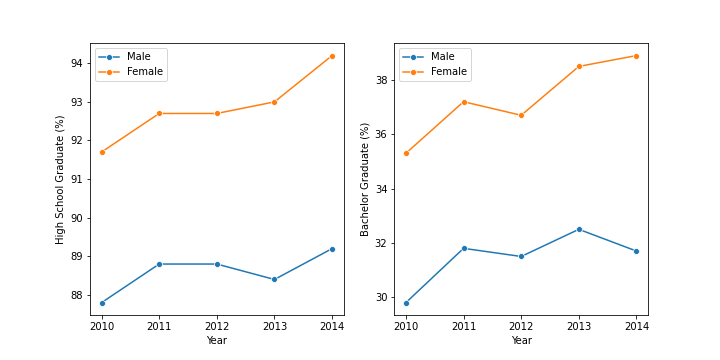 Male
Female
High School Graduate (%)
94
93
92
91
90
89
88
2010 2011 2012 2013 2014
Year
Male
Female
Bachelor Graduate (%)
38
36
34
32
30
2010 2011 2012 2013 2014
Year